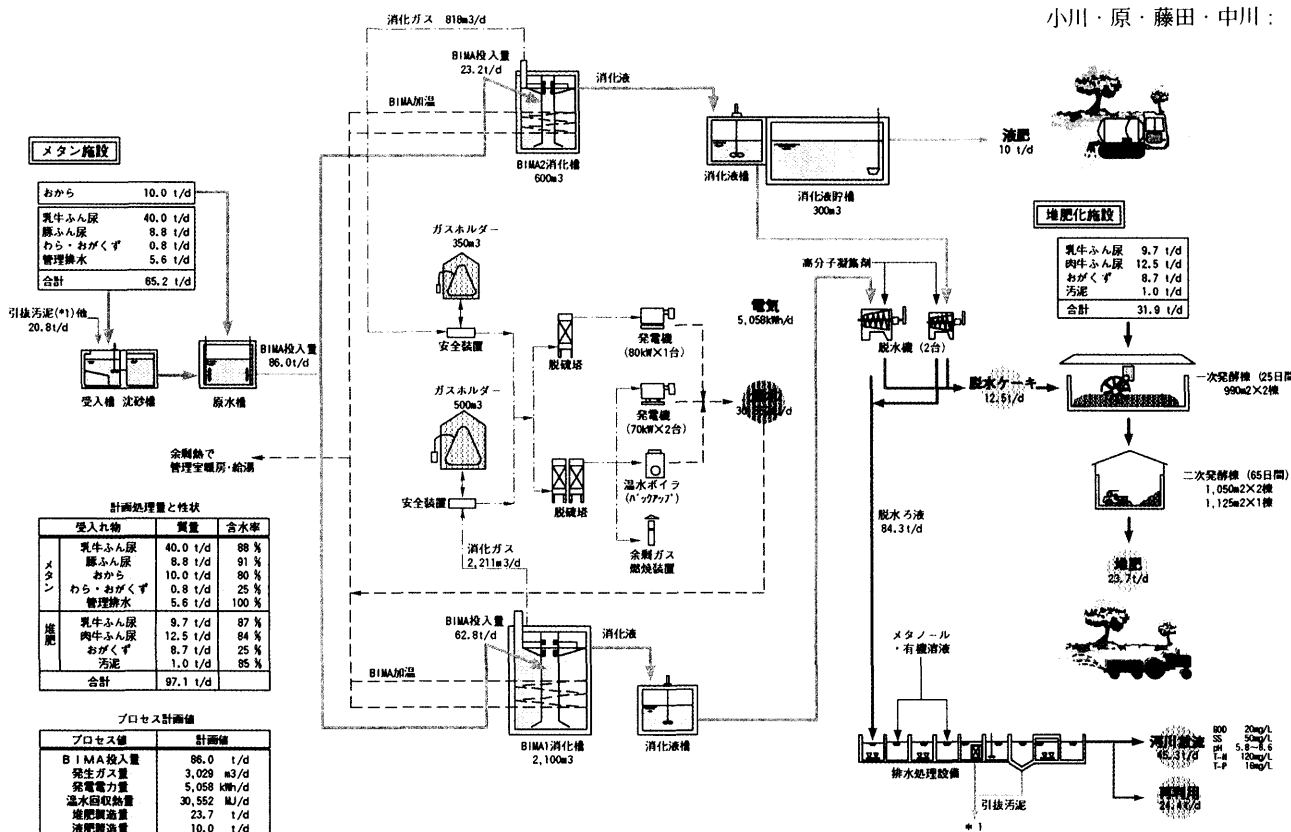 小川・原・藤田・中川：
メタン施設
おから 10.0 t/d
乳牛ふん尿 40.0 t/d
豚ふん尿 8.8 t/d
わら・おがくず 0.8 t/d
管理排水 5.6 t/d
合計 65.2 t/d
引抜汚泥(*1)他
20.8t/d
受入槽 沈砂槽
原水槽
BIMA投入量
86.0t/d
消化ガス 818m3/d
BIMA投入量
23.2t/d
BIMA加温
BIMA2消化槽
600m3
消化液
消化液槽
消化液貯槽
300m3
液肥
10 t/d
ガスホルダー
350m3
安全装置
ガスホルダー
500m3
安全装置
脱硫塔
脱硫塔
発電機
(80kW×1台)
発電機
(70kW×2台)
温水ボイラ
(バックアップ)
余剰ガス
燃焼装置
電気
5,058kWh/d
余剰熱で
管理室暖房・給湯
消化ガス
2,211m3/d
BIMA投入量
62.8t/d
BIMA加温
BIMA1消化槽
2,100m3
消化液
消化液槽
高分子凝集剤
脱水機 (2台)
脱水ケーキ
12.5t/d
脱水ろ液
84.3t/d
堆肥化施設
乳牛ふん尿 9.7 t/d
肉牛ふん尿 12.5 t/d
おがくず 8.7 t/d
汚泥 1.0 t/d
合計 31.9 t/d
一次発酵棟 (25日間
990m2×2棟
二次発酵棟 (65日間)
1,050m2×2棟
1,125m2×1棟
堆肥
23.7t/d
メタノール
・有機溶液
排水処理設備
引抜汚泥
*1
河川放流
45.3t/d
BOD 20mg/L
SS 50mg/L
pH 5.8~8.6
T-N 120mg/L
T-P 16mg/L
再利用
24.4t/d
計画処理量と性状
受入れ物 質量 含水率
メタン
乳牛ふん尿 40.0 t/d 88 %
豚ふん尿 8.8 t/d 91 %
おから 10.0 t/d 80 %
わら・おがくず 0.8 t/d 25 %
管理排水 5.6 t/d 100 %
堆肥
乳牛ふん尿 9.7 t/d 87 %
肉牛ふん尿 12.5 t/d 84 %
おがくず 8.7 t/d 25 %
汚泥 1.0 t/d 85 %
合計 97.1 t/d
プロセス計画値
プロセス値 計画値
BIMA投入量 86.0 t/d
発生ガス量 3,029 m3/d
発電電力量 5,058 kWh/d
温水回収熱量 30,552 MJ/d
堆肥製造量 23.7 t/d
液肥製造量 10.0 t/d